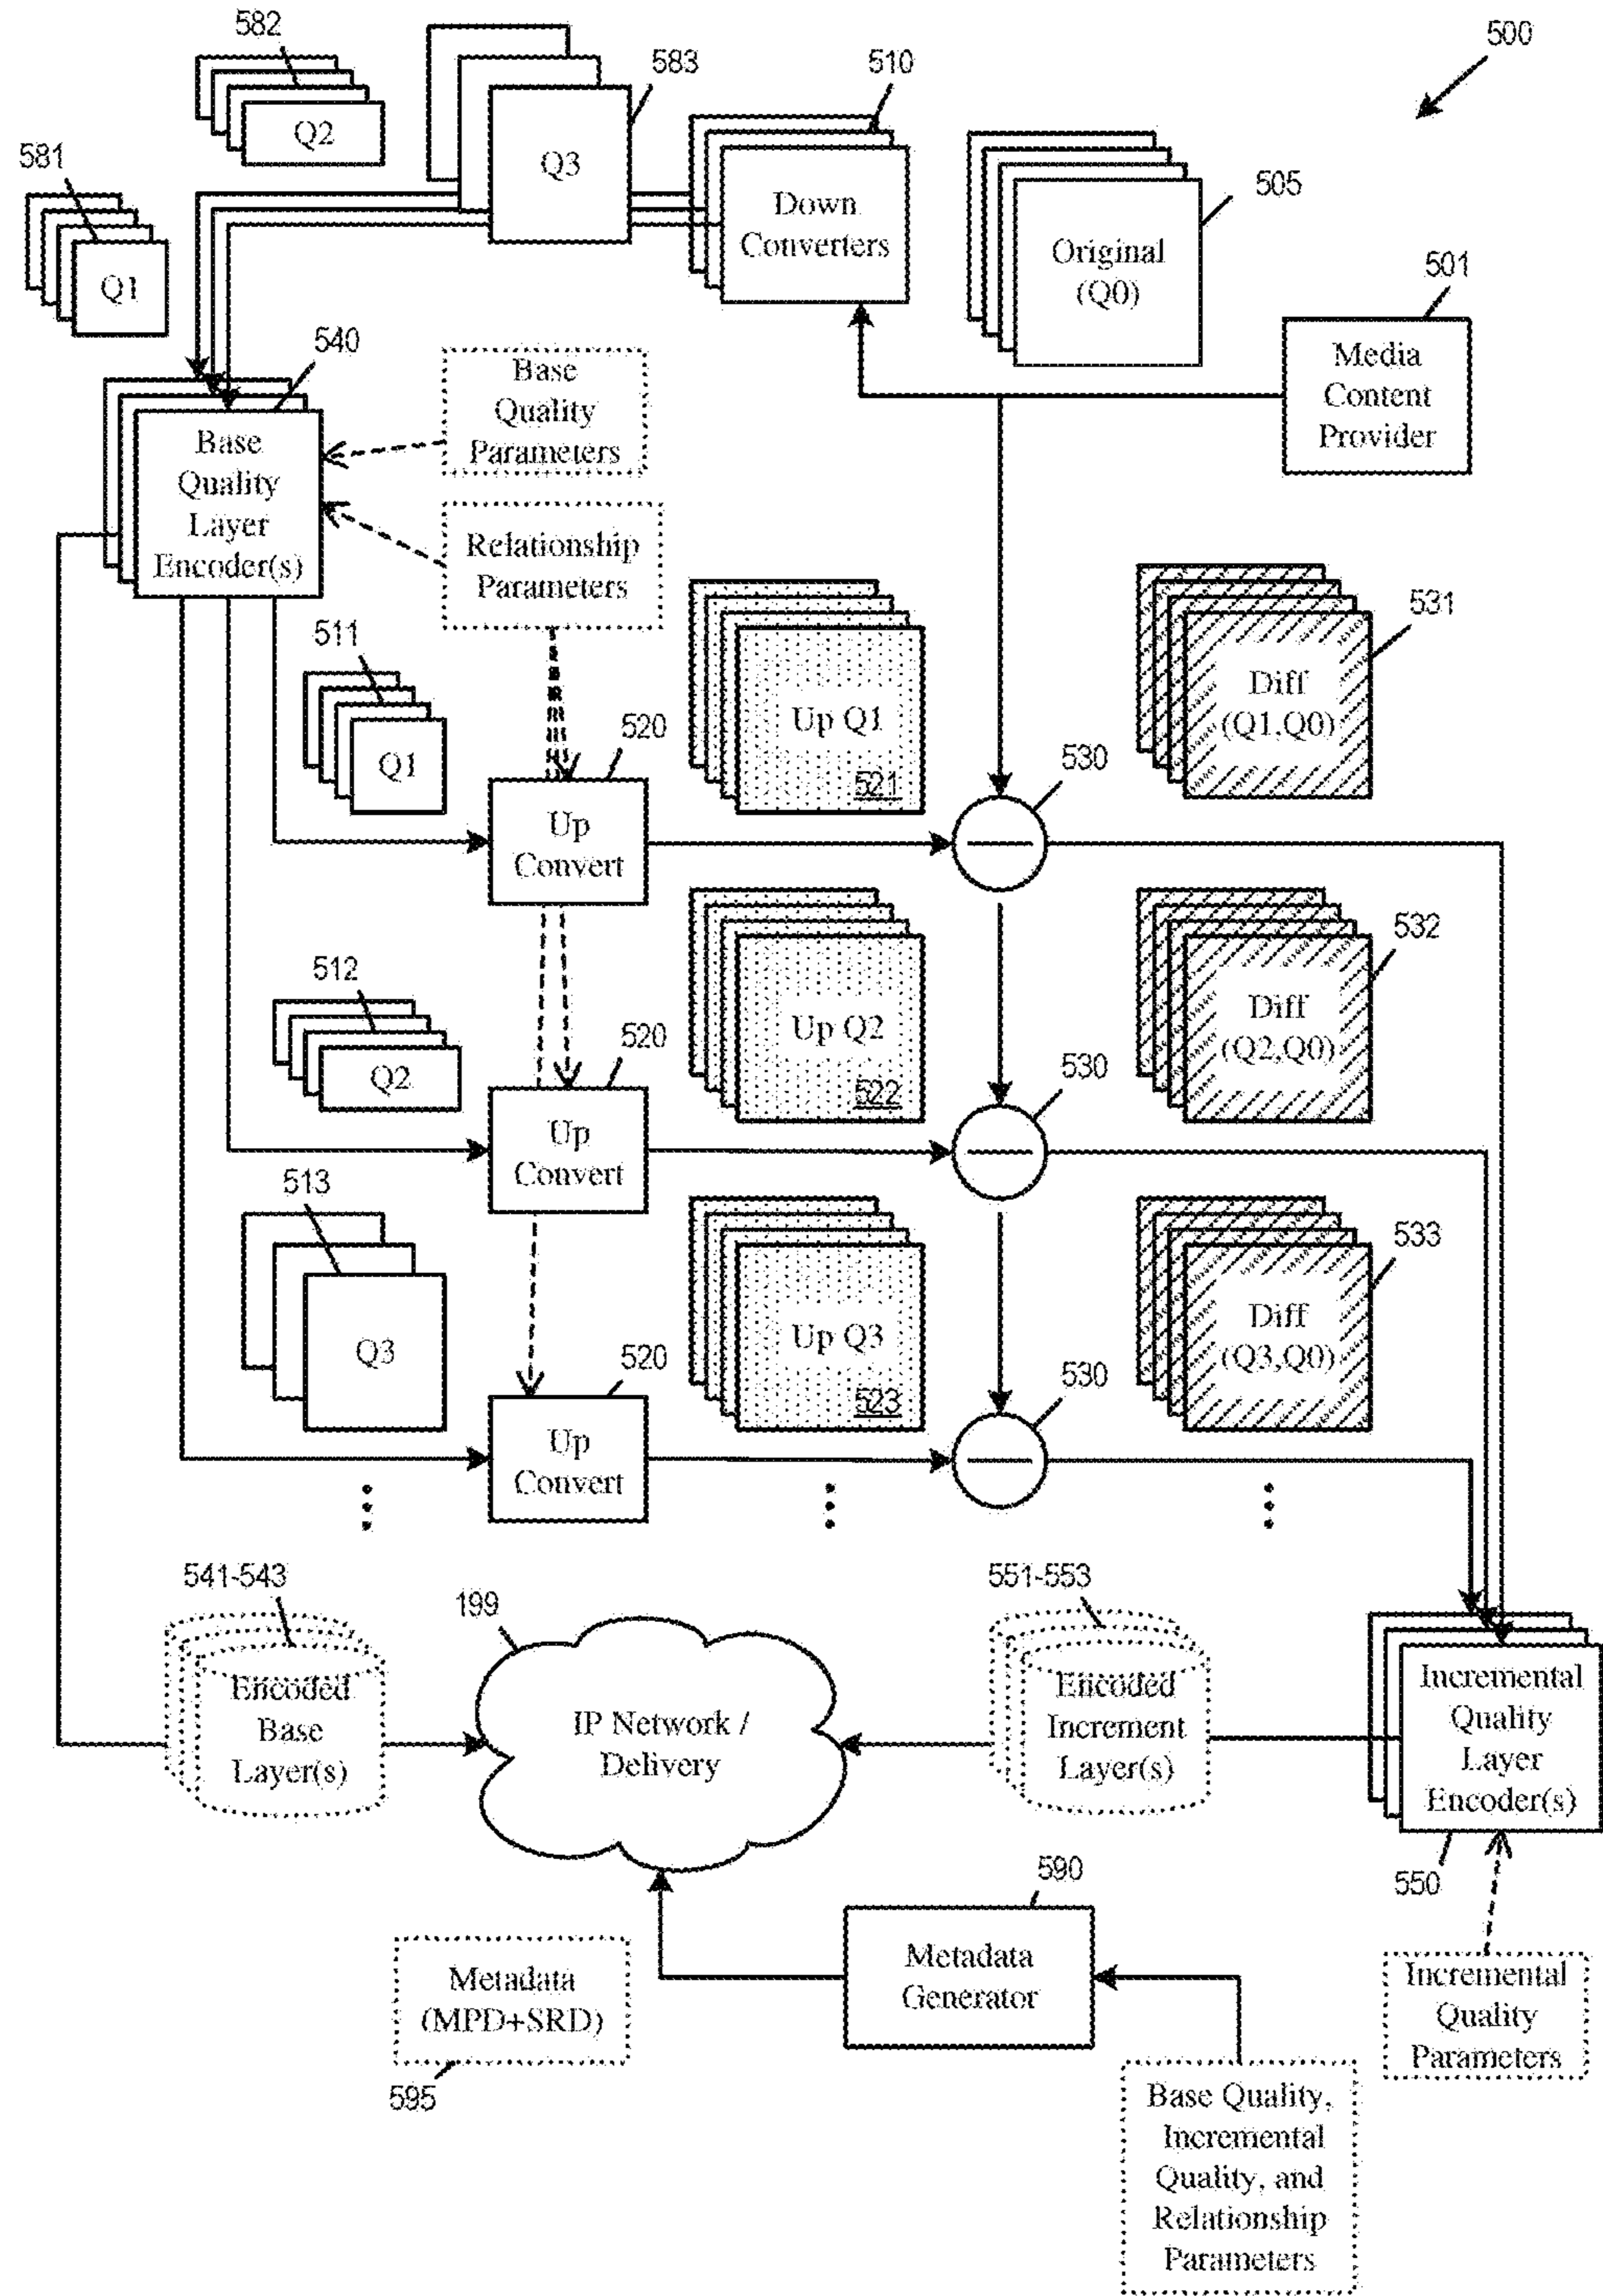 582
583
510
500
Q2
581
Q3
505
Down
Converters
Original
(Q0)
501
Q1
540
Media
Content
Provider
Base
Quality
Parameters
Base
Quality
Layer
Encoder(s)
Relationship
Parameters
511
531
Up Q1
521
Diff
(Q1,Q0)
Q1
520
530
Up
Convert
512
532
Up Q2
522
Diff
(Q2,Q0)
Q2
520
530
Up
Convert
513
533
Up Q3
523
Diff
(Q3,Q0)
Q3
520
530
Up
Convert
541-543
199
551-553
Encoded
Base
Layer(s)
IP Network /
Delivery
Encoded
Increment
Layer(s)
Incremental
Quality
Layer
Encoder(s)
550
590
Metadata
(MPD+SRD)
595
Metadata
Generator
Incremental
Quality
Parameters
Base Quality,
Incremental
Quality, and
Relationship
Parameters